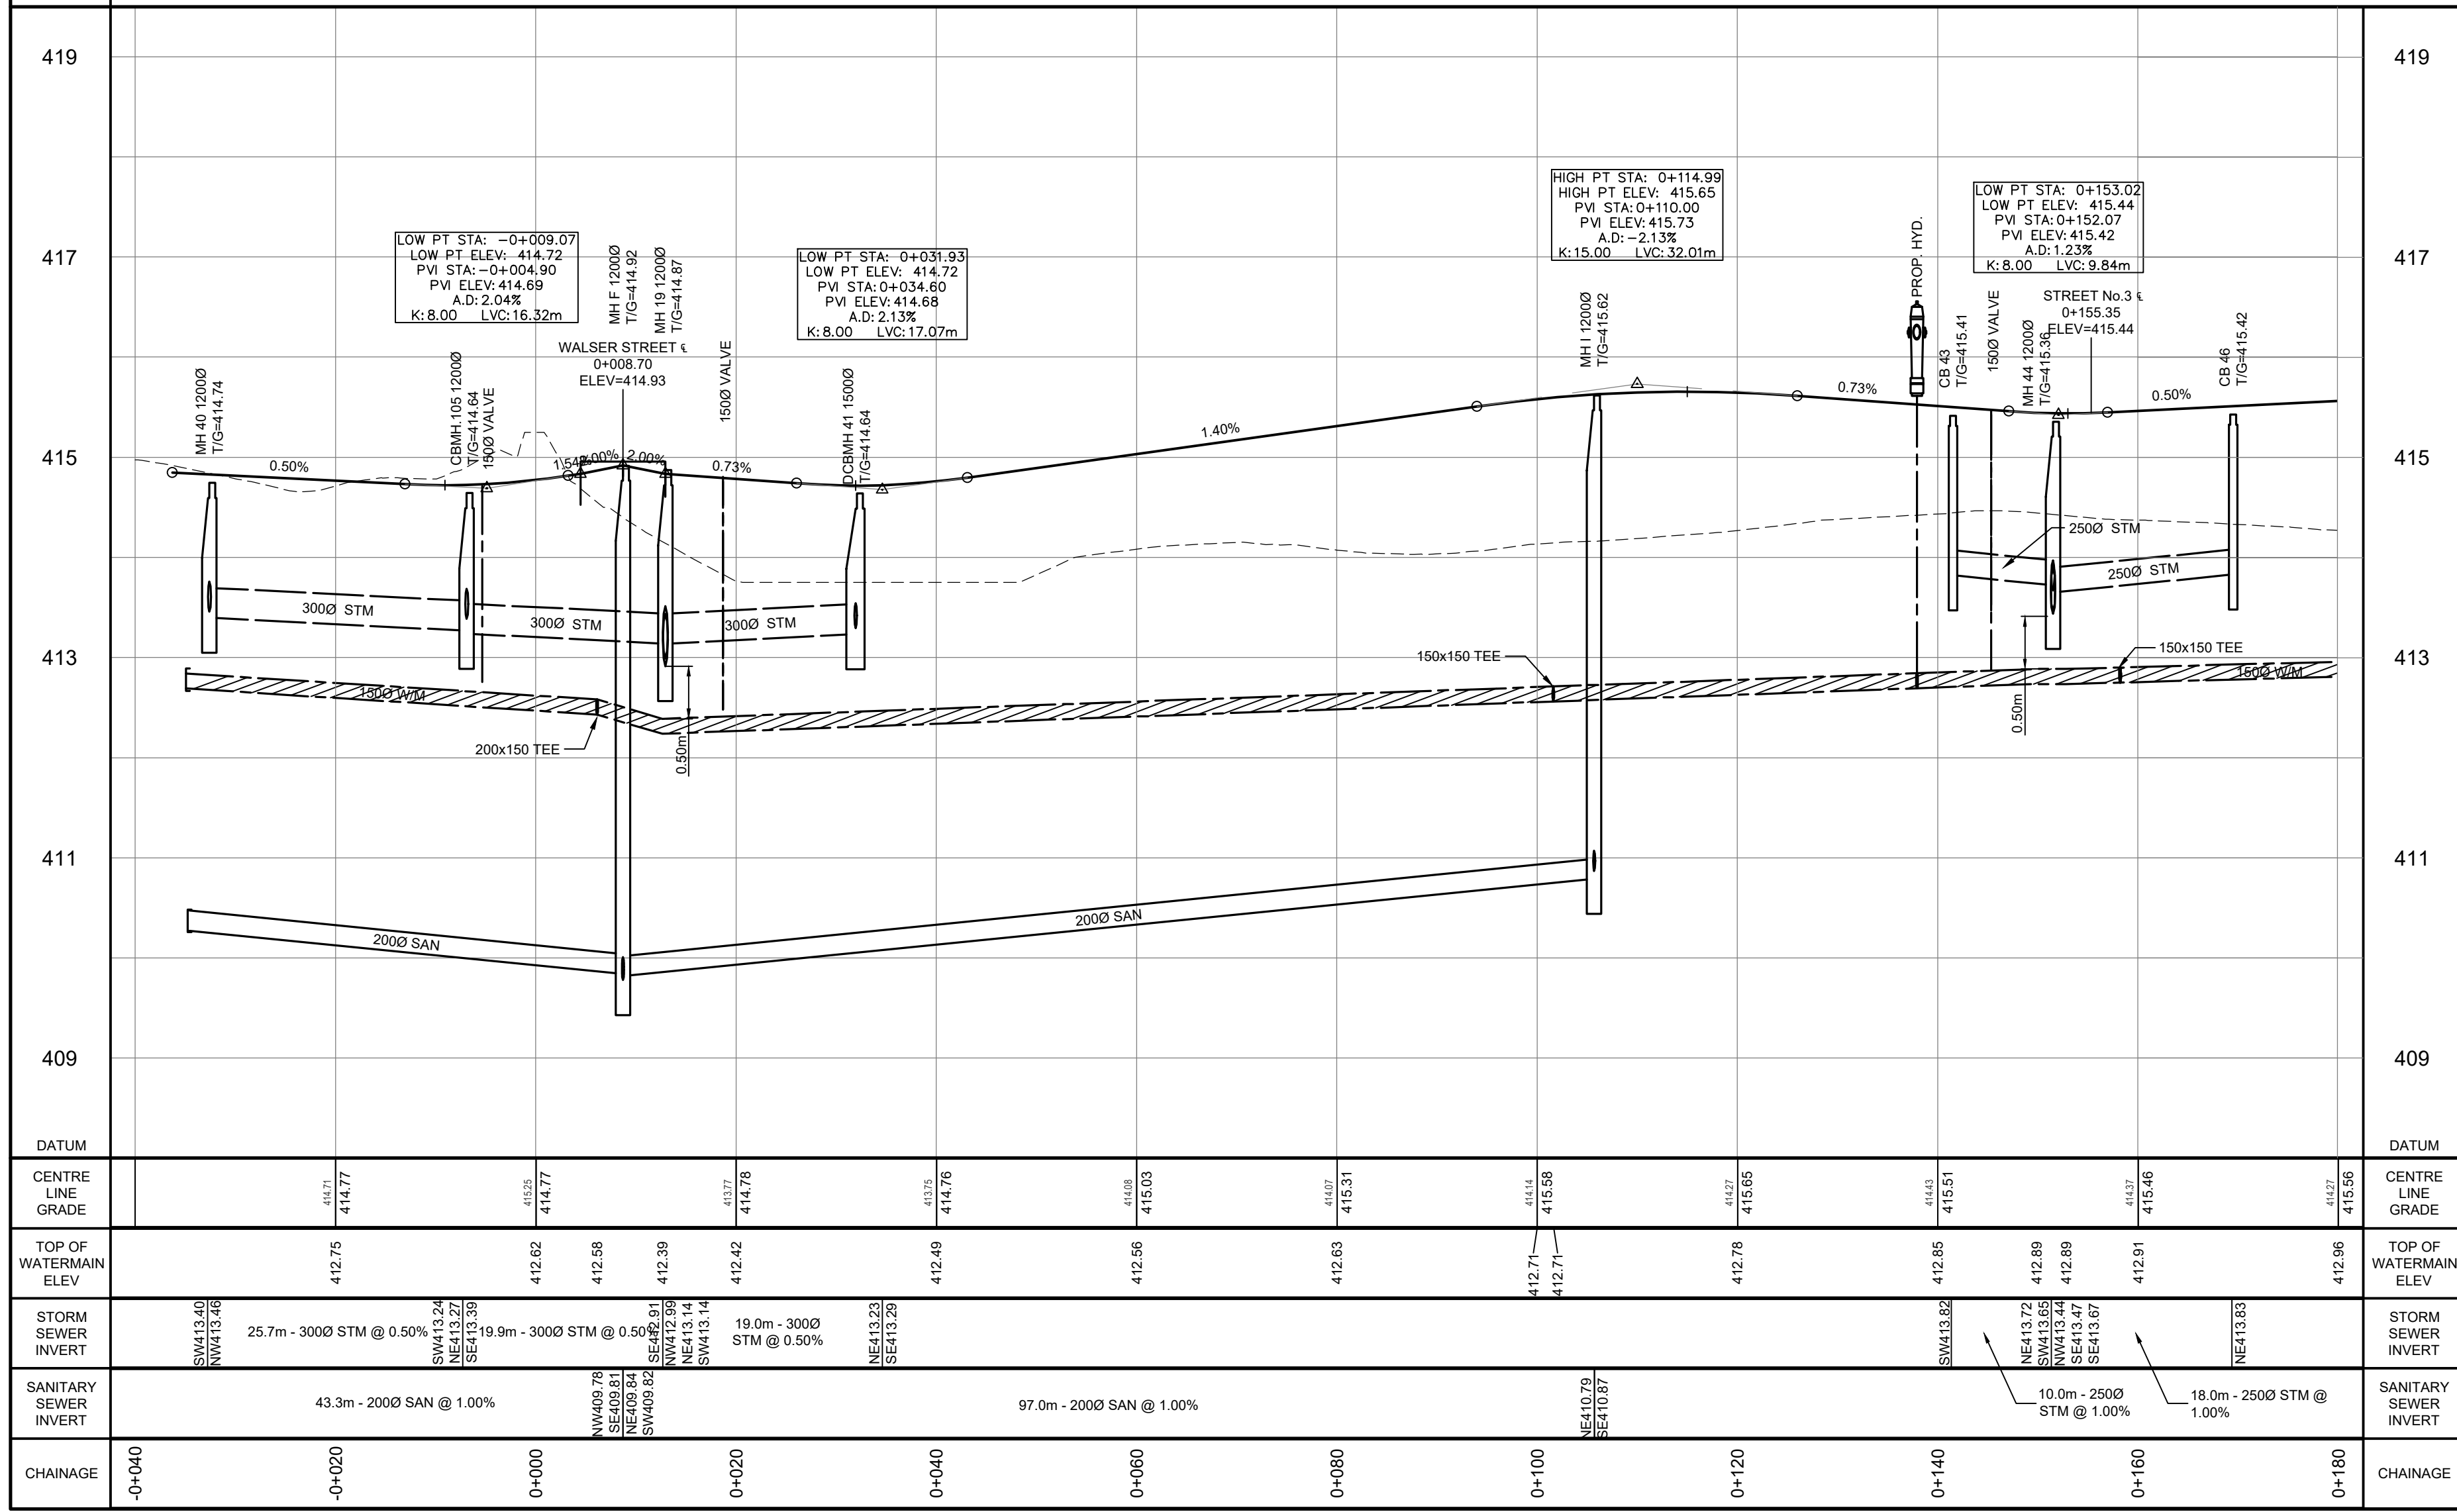 419
417
415
413
411
409
DATUM
LOW PT STA: -0+009.07
LOW PT ELEV: 414.72
PVI STA:-0+004.90
PVI ELEV:414.69
A.D:2.04%
K:8.00 LVC:16.32m
LOW PT STA: 0+031.93
LOW PT ELEV: 414.72
PVI STA:0+034.60
PVI ELEV:414.68
A.D:2.13%
K:8.00 LVC:17.07m
HIGH PT STA: 0+114.99
HIGH PT ELEV: 415.65
PVI STA:0+110.00
PVI ELEV:415.73
A.D:-2.13%
K:15.00 LVC:32.01m
LOW PT STA: 0+153.02
LOW PT ELEV: 415.44
PVI STA:0+152.07
PVI ELEV:415.42
A.D:1.23%
K:8.00 LVC:9.84m
MH 40 1200Ø
T/G=414.74
CBMH.105 1200Ø
T/G=414.64
150Ø VALVE
MH F 1200Ø
T/G=414.92
MH 19 1200Ø
T/G=414.87
WALSER STREET ℄
0+008.70
ELEV=414.93
150Ø VALVE
DCBMH 41 1500Ø
T/G=414.64
MH I 1200Ø
T/G=415.62
PROP. HYD.
CB 43
T/G=415.41
150Ø VALVE
MH 44 1200Ø
T/G=415.36
STREET No.3 ℄
0+155.35
ELEV=415.44
CB 46
T/G=415.42
0.50%
1.54%
2.00%
2.00%
0.73%
1.40%
0.73%
0.50%
300Ø STM
300Ø STM
300Ø STM
250Ø STM
250Ø STM
150Ø W/M
200x150 TEE
0.50m
150x150 TEE
0.50m
150x150 TEE
150Ø W/M
200Ø SAN
200Ø SAN
419
417
415
413
411
409
DATUM
CENTRE
LINE
GRADE
414.71
414.77
415.25
414.77
413.77
414.78
413.75
414.76
414.08
415.03
414.07
415.31
414.14
415.58
414.27
415.65
414.43
415.51
414.37
415.46
414.27
415.56
CENTRE
LINE
GRADE
TOP OF
WATERMAIN
ELEV
412.75
412.62
412.58
412.39
412.42
412.49
412.56
412.63
412.71
412.71
412.78
412.85
412.89
412.89
412.91
412.96
TOP OF
WATERMAIN
ELEV
STORM
SEWER
INVERT
SW413.40
NW413.46
25.7m - 300Ø STM @ 0.50%
SW413.24
NE413.27
SE413.39
19.9m - 300Ø STM @ 0.50%
SE412.91
NW412.99
NE413.14
SW413.14
19.0m - 300Ø
STM @ 0.50%
NE413.23
SE413.29
SW413.82
NE413.72
SW413.65
NW413.44
SE413.47
SE413.67
NE413.83
STORM
SEWER
INVERT
SANITARY
SEWER
INVERT
43.3m - 200Ø SAN @ 1.00%
NW409.78
SE409.81
NE409.84
SW409.82
97.0m - 200Ø SAN @ 1.00%
NE410.79
SE410.87
10.0m - 250Ø
STM @ 1.00%
18.0m - 250Ø STM @
1.00%
SANITARY
SEWER
INVERT
CHAINAGE
-0+040
-0+020
0+000
0+020
0+040
0+060
0+080
0+100
0+120
0+140
0+160
0+180
CHAINAGE